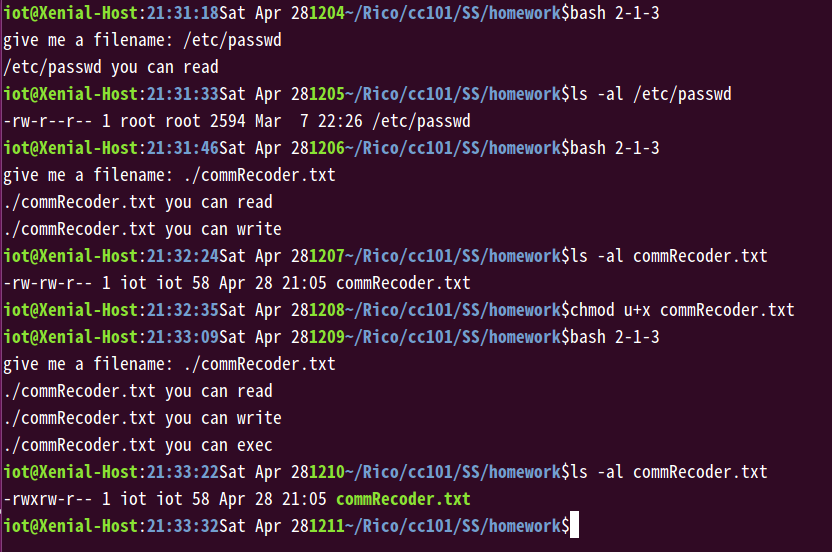 iot@Xenial-Host:21:31:18Sat Apr 281204~/Rico/cc101/SS/homework$bash 2-1-3
give me a filename: /etc/passwd
/etc/passwd you can read
iot@Xenial-Host:21:31:33Sat Apr 281205~/Rico/cc101/SS/homework$ls -al /etc/passwd
-rw-r--r-- 1 root root 2594 Mar  7 22:26 /etc/passwd
iot@Xenial-Host:21:31:46Sat Apr 281206~/Rico/cc101/SS/homework$bash 2-1-3
give me a filename: ./commRecoder.txt
./commRecoder.txt you can read
./commRecoder.txt you can write
iot@Xenial-Host:21:32:24Sat Apr 281207~/Rico/cc101/SS/homework$ls -al commRecoder.txt
-rw-rw-r-- 1 iot iot 58 Apr 28 21:05 commRecoder.txt
iot@Xenial-Host:21:32:35Sat Apr 281208~/Rico/cc101/SS/homework$chmod u+x commRecoder.txt
iot@Xenial-Host:21:33:09Sat Apr 281209~/Rico/cc101/SS/homework$bash 2-1-3
give me a filename: ./commRecoder.txt
./commRecoder.txt you can read
./commRecoder.txt you can write
./commRecoder.txt you can exec
iot@Xenial-Host:21:33:22Sat Apr 281210~/Rico/cc101/SS/homework$ls -al commRecoder.txt
-rwxrw-r-- 1 iot iot 58 Apr 28 21:05 commRecoder.txt
iot@Xenial-Host:21:33:32Sat Apr 281211~/Rico/cc101/SS/homework$